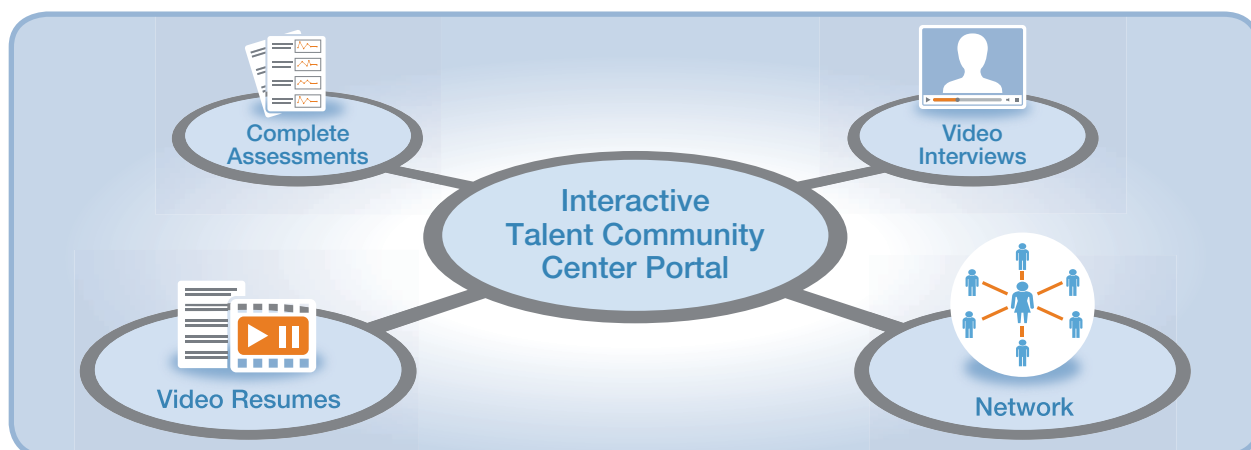 Complete
Assessments
Video
Interviews
Interactive
Talent Community
Center Portal
Video Resumes
Network